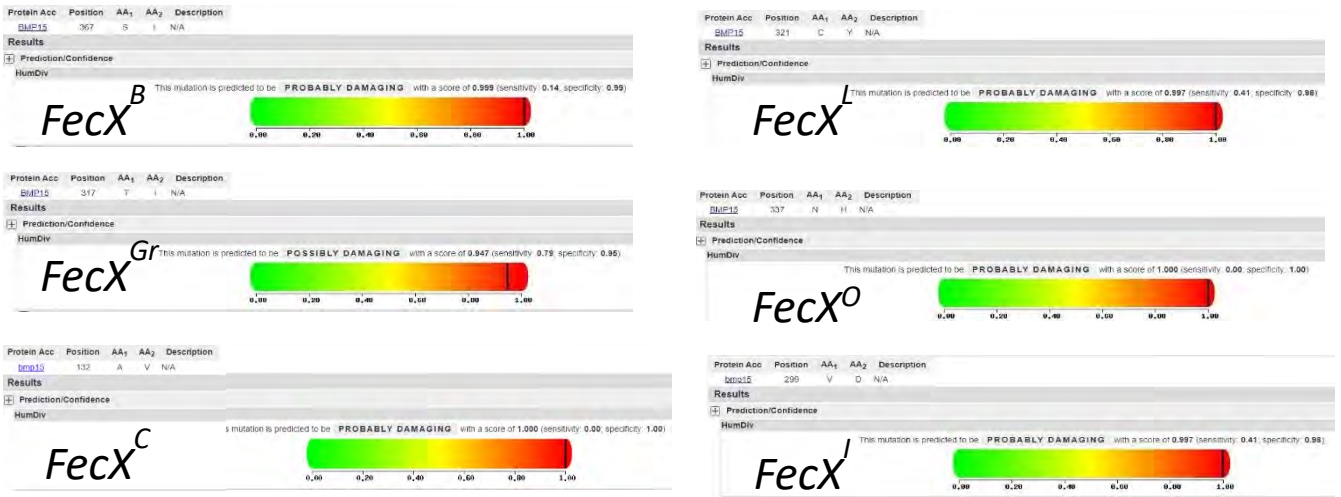 Protein Acc Position AA1 AA2 Description
BMP15 367 S I N/A
Results
+ Prediction/Confidence
HumDiv
This mutation is predicted to be PROBABLY DAMAGING with a score of 0.999 (sensitivity: 0.14; specificity: 0.99)
FecX^B
0.00 0.20 0.40 0.60 0.80 1.00
Protein Acc Position AA1 AA2 Description
BMP15 317 T I N/A
Results
+ Prediction/Confidence
HumDiv
This mutation is predicted to be POSSIBLY DAMAGING with a score of 0.947 (sensitivity: 0.79; specificity: 0.95)
FecX^Gr
0.00 0.20 0.40 0.60 0.80 1.00
Protein Acc Position AA1 AA2 Description
bmp15 132 A V N/A
Results
+ Prediction/Confidence
HumDiv
s mutation is predicted to be PROBABLY DAMAGING with a score of 1.000 (sensitivity: 0.00; specificity: 1.00)
FecX^C
0.00 0.20 0.40 0.60 0.80 1.00
Protein Acc Position AA1 AA2 Description
BMP15 321 C Y N/A
Results
+ Prediction/Confidence
HumDiv
This mutation is predicted to be PROBABLY DAMAGING with a score of 0.997 (sensitivity: 0.41; specificity: 0.98)
FecX^L
0.00 0.20 0.40 0.60 0.80 1.00
Protein Acc Position AA1 AA2 Description
BMP15 337 N H N/A
Results
+ Prediction/Confidence
HumDiv
This mutation is predicted to be PROBABLY DAMAGING with a score of 1.000 (sensitivity: 0.00; specificity: 1.00)
FecX^O
0.00 0.20 0.40 0.60 0.80 1.00
Protein Acc Position AA1 AA2 Description
bmp15 299 V D N/A
Results
+ Prediction/Confidence
HumDiv
This mutation is predicted to be PROBABLY DAMAGING with a score of 0.997 (sensitivity: 0.41; specificity: 0.98)
FecX^I
0.00 0.20 0.40 0.60 0.80 1.00